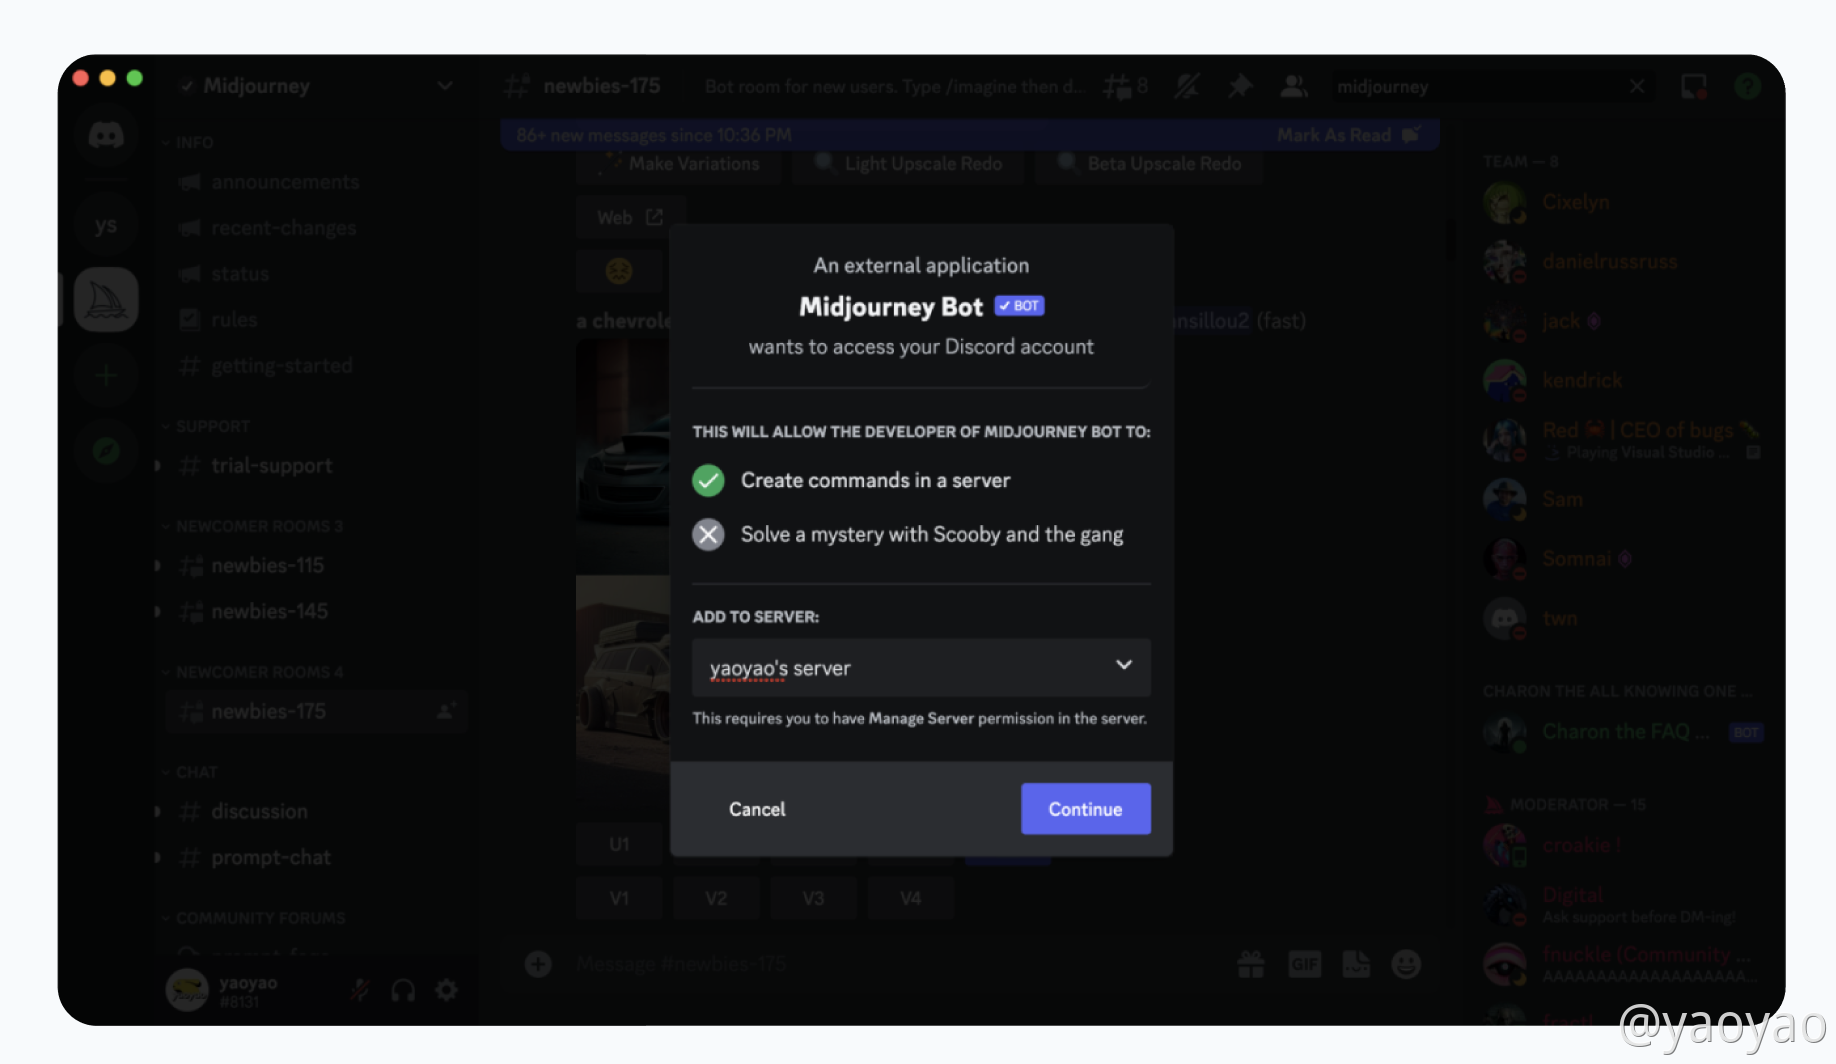 Midjourney
INFO
announcements
recent-changes
status
rules
getting-started
SUPPORT
trial-support
NEWCOMER ROOMS 3
newbies-115
newbies-145
NEWCOMER ROOMS 4
newbies-175
CHAT
discussion
prompt-chat
COMMUNITY FORUMS
ys
yaoyao
#8131
newbies-175
Bot room for new users. Type /imagine then d...
8
midjourney
86+ new messages since 10:36 PM
Mark As Read
Make Variations
Light Upscale Redo
Beta Upscale Redo
Web
a chevrole
nsillou2 (fast)
An external application
Midjourney Bot
BOT
wants to access your Discord account
THIS WILL ALLOW THE DEVELOPER OF MIDJOURNEY BOT TO:
Create commands in a server
Solve a mystery with Scooby and the gang
ADD TO SERVER:
yaoyao's server
This requires you to have Manage Server permission in the server.
Cancel
Continue
U1
V1
V2
V3
V4
Message #newbies-175
GIF
TEAM — 8
Cixelyn
danielrussruss
jack
kendrick
Red | CEO of bugs
Playing Visual Studio ...
Sam
Somnai
twn
CHARON THE ALL KNOWING ONE ...
Charon the FAQ ...
BOT
MODERATOR — 15
croakie !
Digital
Ask support before DM-ing!
fnuckle (Community ...
@yaoyao